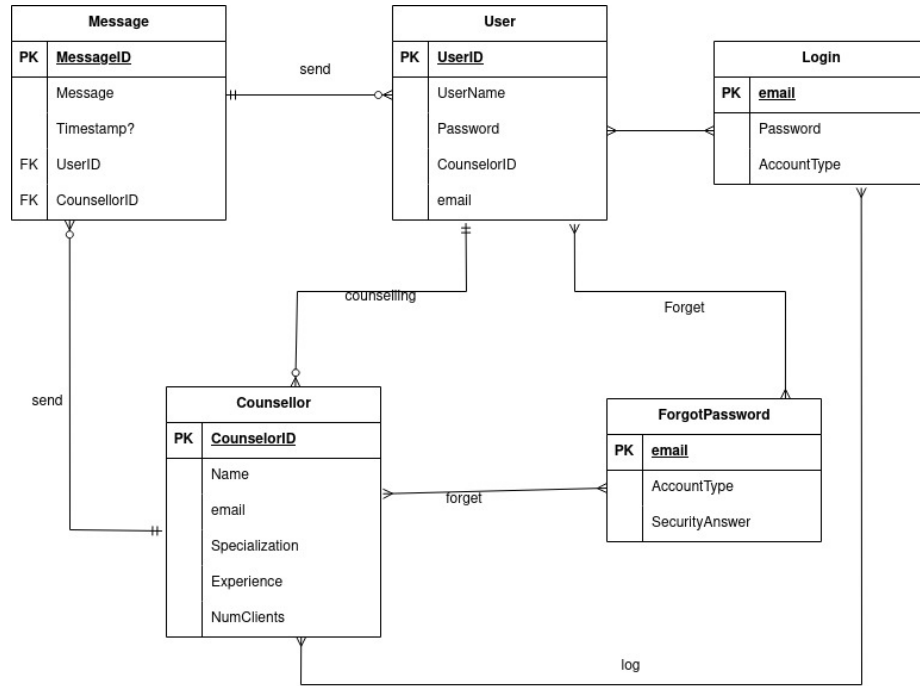 Message
PK MessageID
Message
Timestamp?
FK UserID
FK CounsellorID
send
User
PK UserID
UserName
Password
CounselorID
email
Login
PK email
Password
AccountType
counselling
Forget
send
Counsellor
PK CounselorID
Name
email
Specialization
Experience
NumClients
forget
ForgotPassword
PK email
AccountType
SecurityAnswer
log